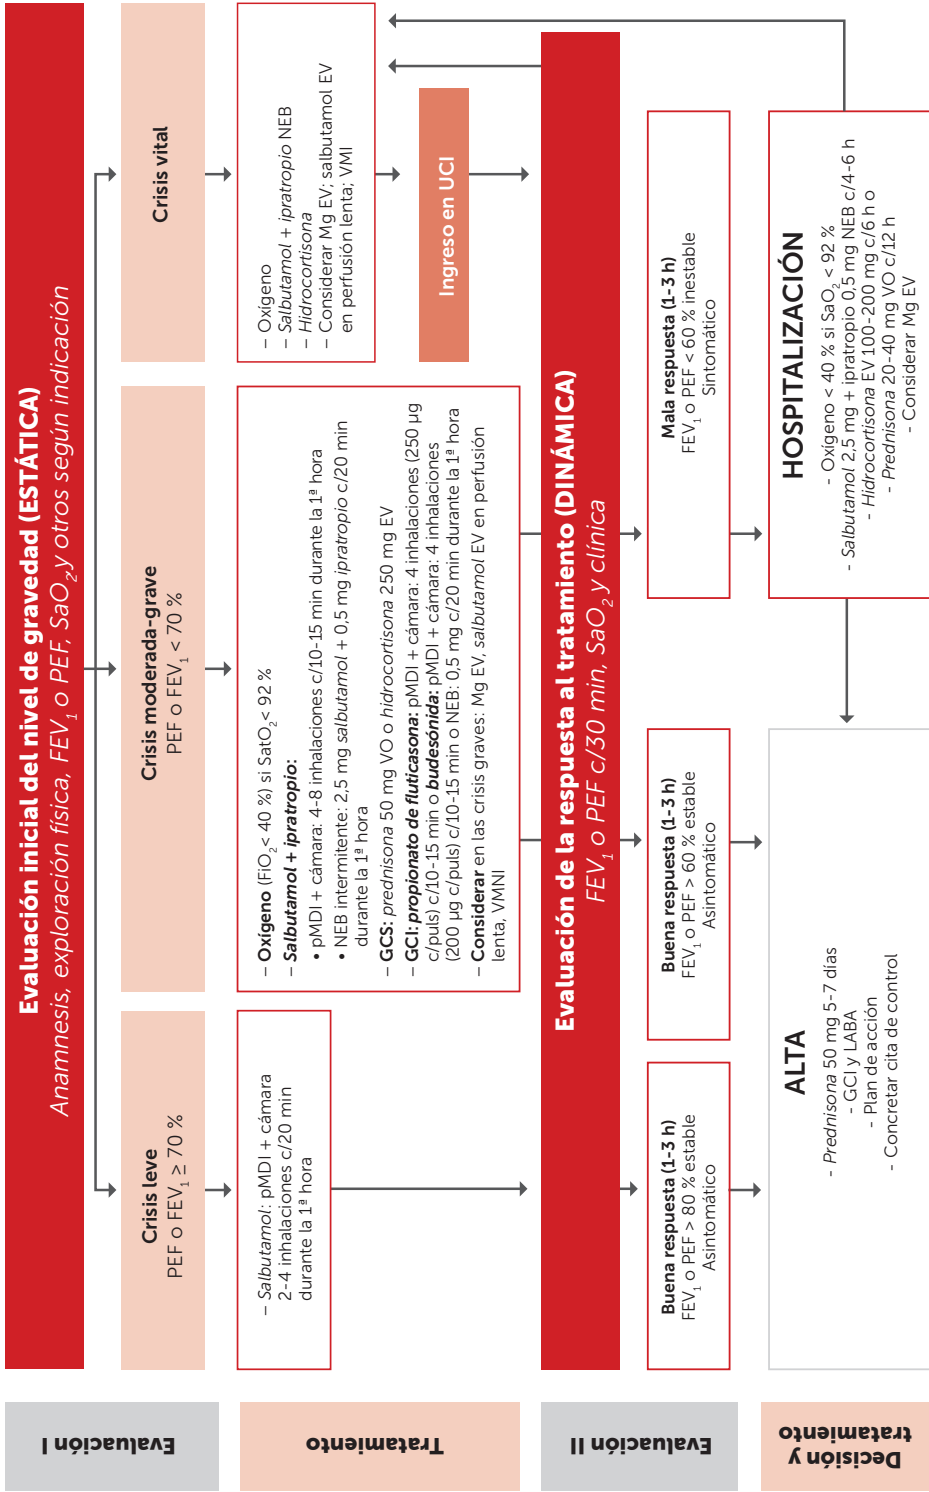 Evaluación I
Evaluación inicial del nivel de gravedad (ESTÁTICA)
Anamnesis, exploración física, FEV₁ o PEF, SaO₂ y otros según indicación
Crisis leve
PEF o FEV₁ ≥ 70 %
Crisis moderada-grave
PEF o FEV₁ < 70 %
Crisis vital
Tratamiento
– Salbutamol: pMDI + cámara
2-4 inhalaciones c/20 min
durante la 1ª hora
– Oxígeno (FiO₂ < 40 %) si SatO₂ < 92 %
– Salbutamol + ipratropio:
• pMDI + cámara: 4-8 inhalaciones c/10-15 min durante la 1ª hora
• NEB intermitente: 2,5 mg salbutamol + 0,5 mg ipratropio c/20 min
durante la 1ª hora
– GCS: prednisona 50 mg VO o hidrocortisona 250 mg EV
– GCI: propionato de fluticasona: pMDI + cámara: 4 inhalaciones (250 µg
c/puls) c/10-15 min o budesónida: pMDI + cámara: 4 inhalaciones
(200 µg c/puls) c/10-15 min o NEB: 0,5 mg c/20 min durante la 1ª hora
– Considerar en las crisis graves: Mg EV, salbutamol EV en perfusión
lenta, VMNI
– Oxígeno
– Salbutamol + ipratropio NEB
– Hidrocortisona
– Considerar Mg EV; salbutamol EV
en perfusión lenta; VMI
Ingreso en UCI
Evaluación II
Evaluación de la respuesta al tratamiento (DINÁMICA)
FEV₁ o PEF c/30 min, SaO₂ y clínica
Buena respuesta (1-3 h)
FEV₁ o PEF > 80 % estable
Asintomático
Buena respuesta (1-3 h)
FEV₁ o PEF > 60 % estable
Asintomático
Mala respuesta (1-3 h)
FEV₁ o PEF < 60 % inestable
Sintomático
Decisión y
tratamiento
ALTA
- Prednisona 50 mg 5-7 días
- GCI y LABA
- Plan de acción
- Concretar cita de control
HOSPITALIZACIÓN
- Oxígeno < 40 % si SaO₂ < 92 %
- Salbutamol 2,5 mg + ipratropio 0,5 mg NEB c/4-6 h
- Hidrocortisona EV 100-200 mg c/6 h o
- Prednisona 20-40 mg VO c/12 h
- Considerar Mg EV